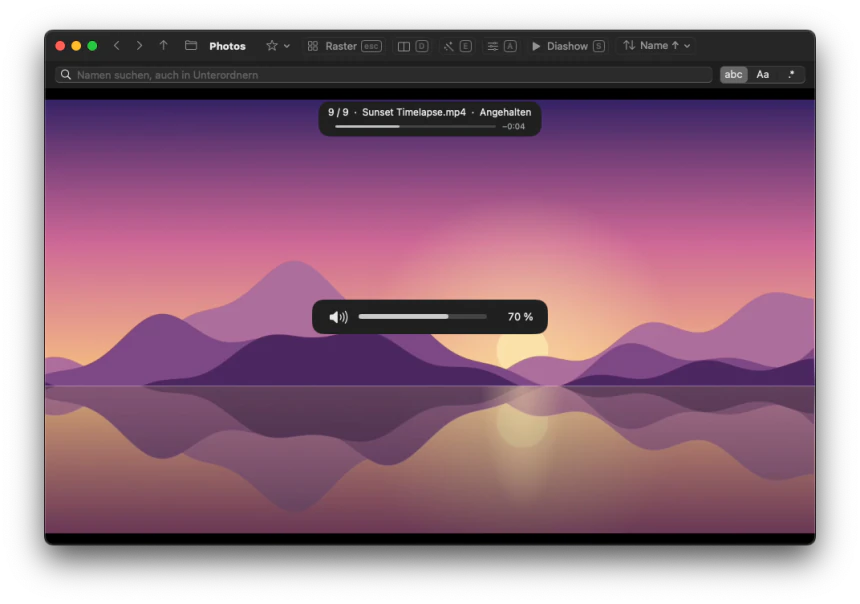 Photos
Raster esc
D
E
A
Diashow S
Name
Namen suchen, auch in Unterordnern
abc
Aa
.*
9 / 9 · Sunset Timelapse.mp4 · Angehalten
−0:04
70 %